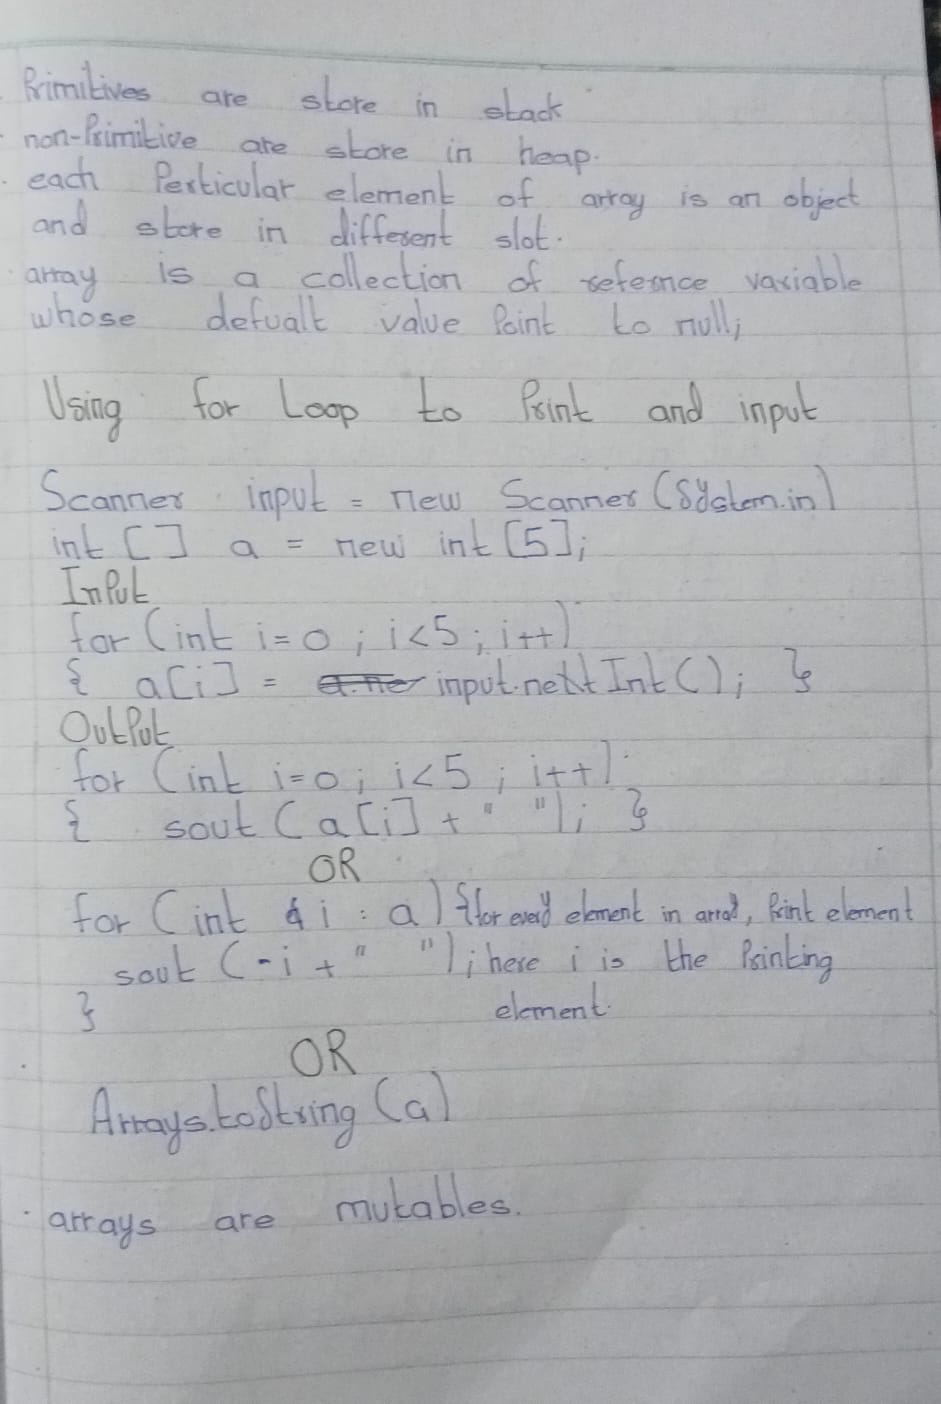 Primitives are store in stack
non-Primitive are store in heap.
each Perticular element of array is an object
and store in different slot.
array is a collection of refernce variable
whose defualt value Point to null;
Using for Loop to Print and input
Scanner input = new Scanner (System.in)
int [ ] a = new int [5];
InPut
for (int i=0 ; i<5 ; i++)
{ a[i] = input.nextInt(); }
OutPut
for (int i=0; i<5 ; i++)
{ sout (a[i] + " "); }
OR
for (int i : a) { for every element in array, Print element
sout (-i + " "); here i is the Printing
} element.
OR
Arrays.toString (a)
arrays are mutables.